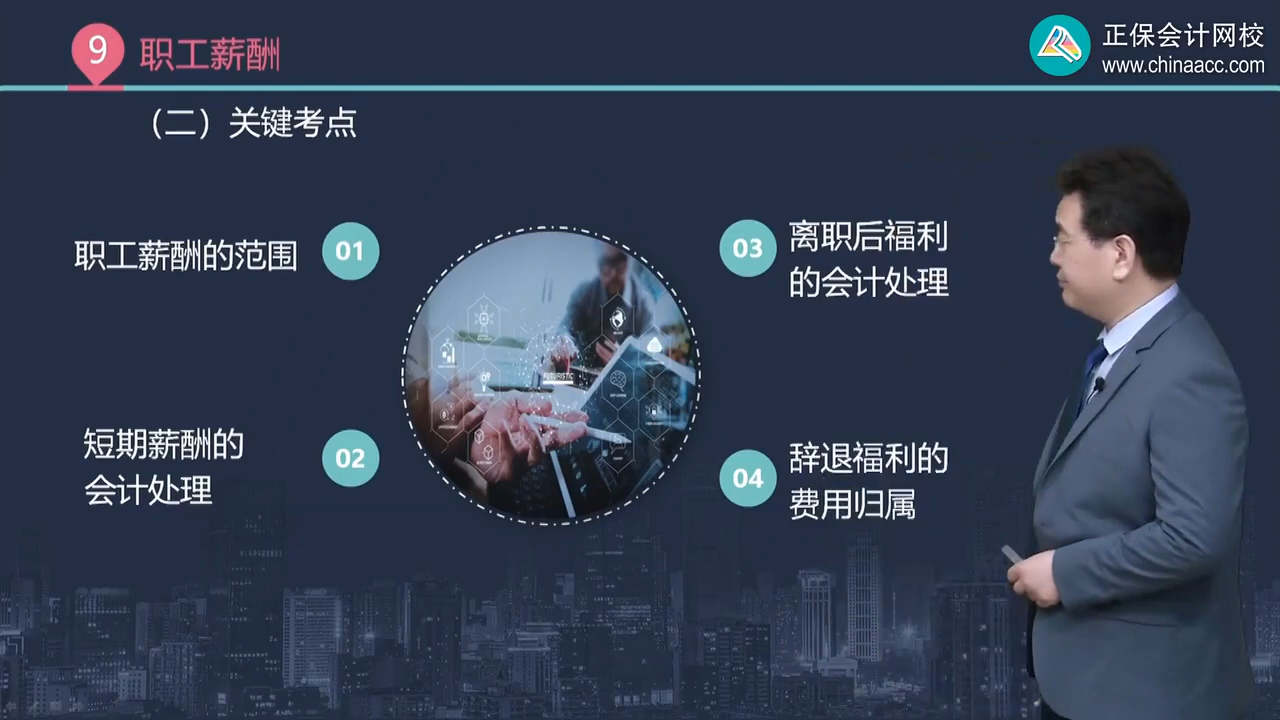 9 职工薪酬
正保会计网校
www.chinaacc.com
（二）关键考点
职工薪酬的范围
01
短期薪酬的
会计处理
02
03
离职后福利
的会计处理
04
辞退福利的
费用归属
FUTURISTIC